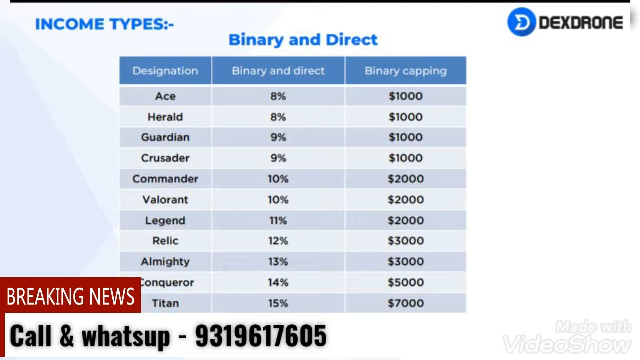 INCOME TYPES:-
DEXDRONE
Binary and Direct
Designation Binary and direct Binary capping
Ace 8% $1000
Herald 8% $1000
Guardian 9% $1000
Crusader 9% $1000
Commander 10% $2000
Valorant 10% $2000
Legend 11% $2000
Relic 12% $3000
Almighty 13% $3000
Conqueror 14% $5000
Titan 15% $7000
BREAKING NEWS
Call & whatsup - 9319617605
Made with
VideoShow